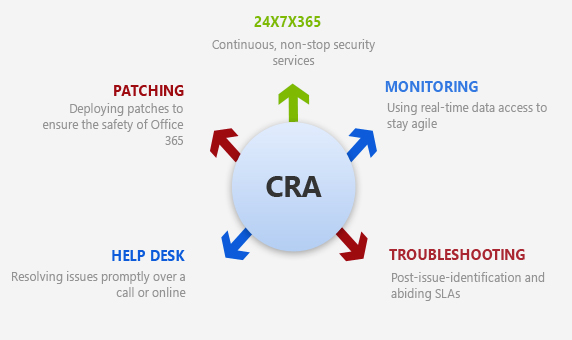 24X7X365
Continuous, non-stop security
services
PATCHING
Deploying patches to
ensure the safety of Office
365
MONITORING
Using real-time data access to
stay agile
CRA
HELP DESK
Resolving issues promptly over a
call or online
TROUBLESHOOTING
Post-issue-identification and
abiding SLAs